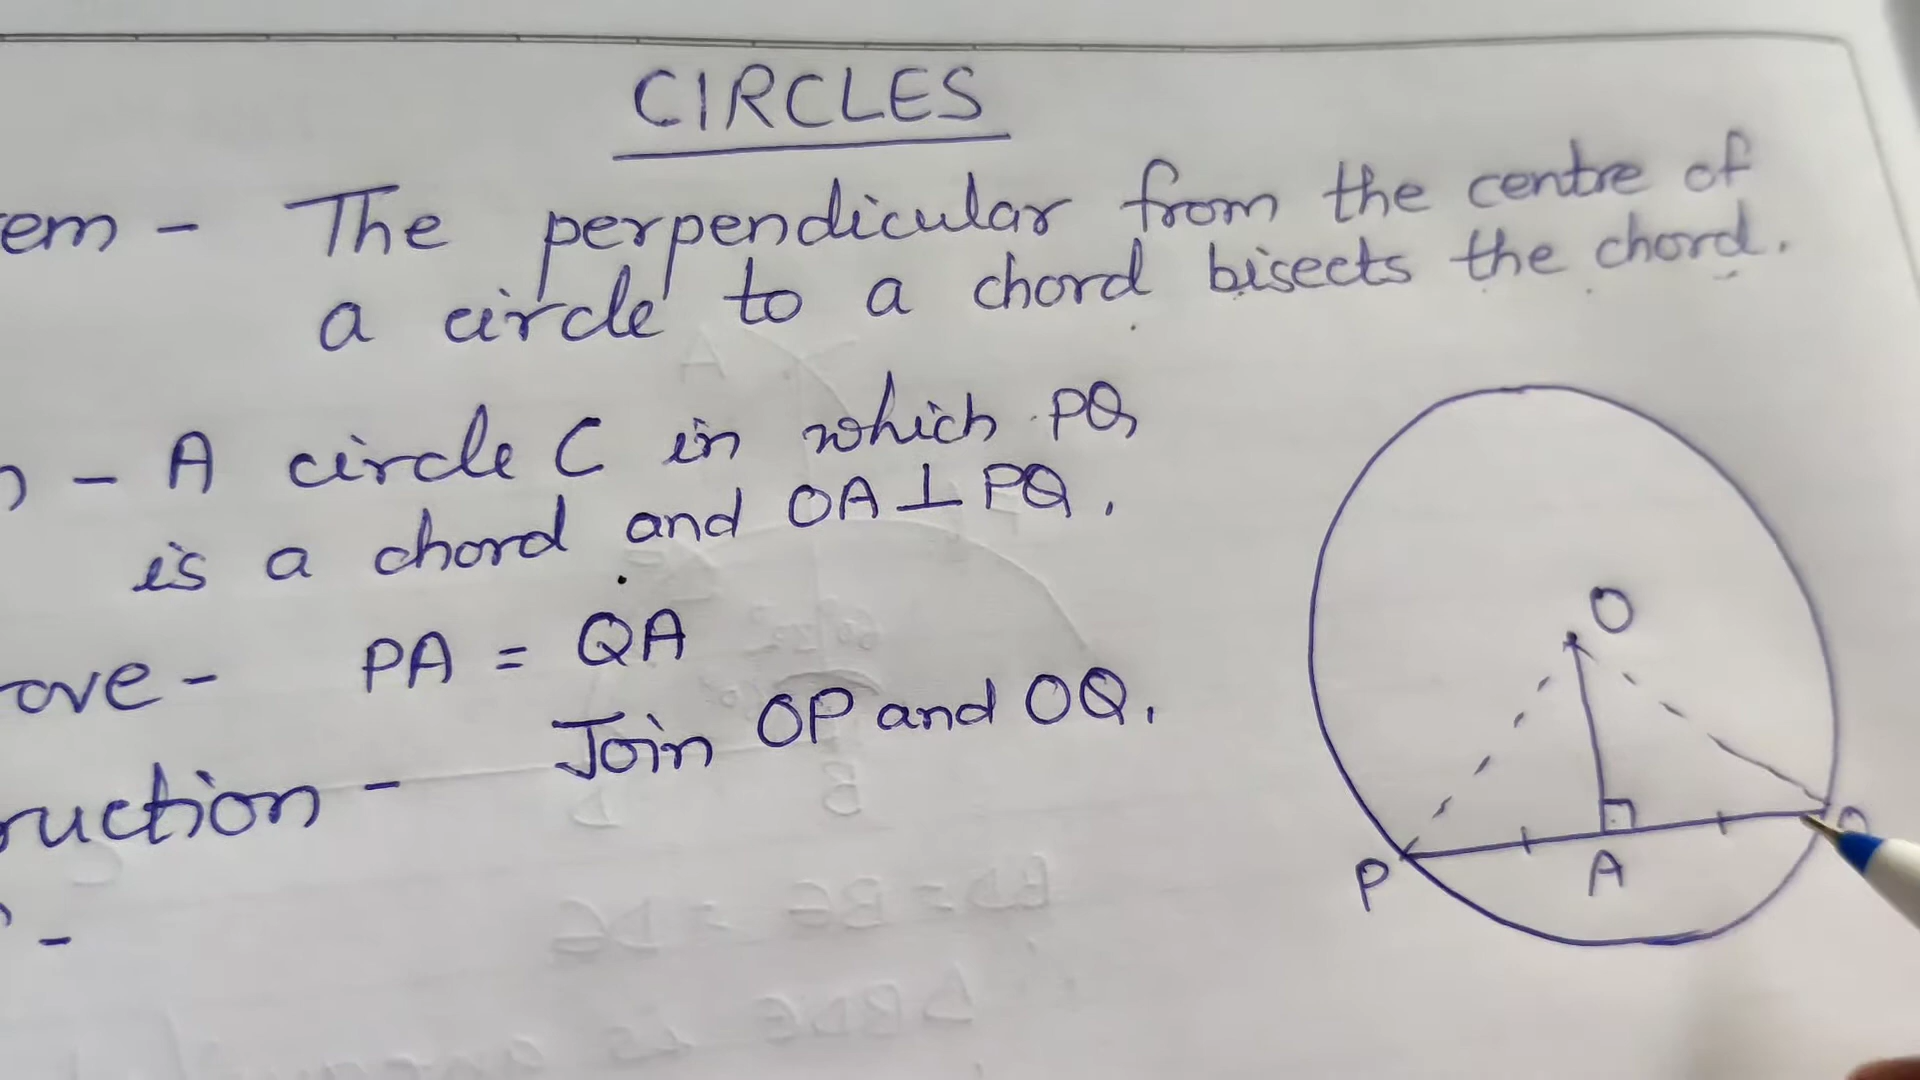 CIRCLES
em - The perpendicular from the centre of
a circle to a chord bisects the chord.
- A circle C in which PQ
is a chord and OA ⊥ PQ.
ove - PA = QA
ruction - Join OP and OQ.
-
O
P
A